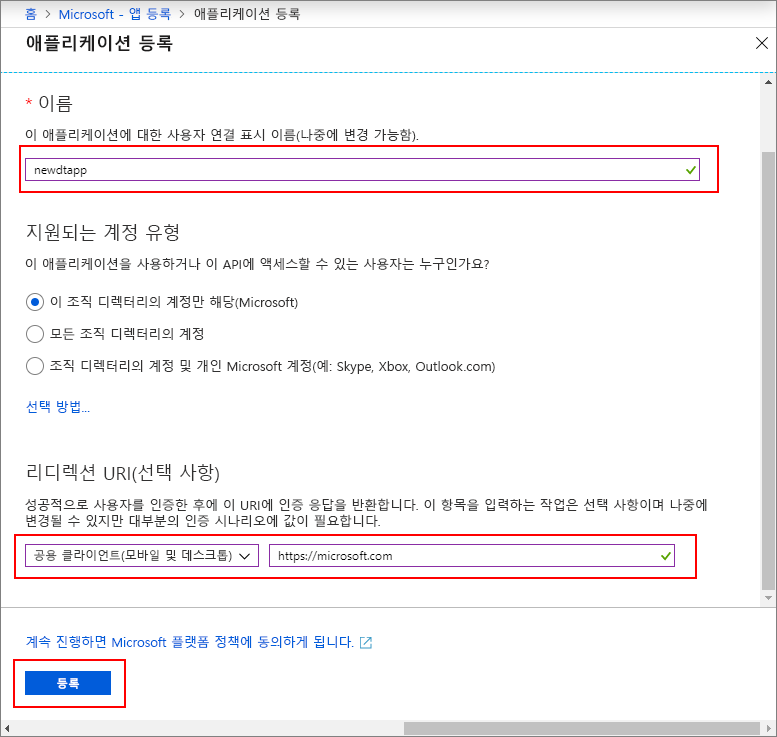 홈 > Microsoft - 앱 등록 > 애플리케이션 등록
애플리케이션 등록
* 이름
이 애플리케이션에 대한 사용자 연결 표시 이름(나중에 변경 가능함).
newdtapp
지원되는 계정 유형
이 애플리케이션을 사용하거나 이 API에 액세스할 수 있는 사용자는 누구인가요?
이 조직 디렉터리의 계정만 해당(Microsoft)
모든 조직 디렉터리의 계정
조직 디렉터리의 계정 및 개인 Microsoft 계정(예: Skype, Xbox, Outlook.com)
선택 방법...
리디렉션 URI(선택 사항)
성공적으로 사용자를 인증한 후에 이 URI에 인증 응답을 반환합니다. 이 항목을 입력하는 작업은 선택 사항이며 나중에
변경될 수 있지만 대부분의 인증 시나리오에 값이 필요합니다.
공용 클라이언트(모바일 및 데스크톱) https://microsoft.com
계속 진행하면 Microsoft 플랫폼 정책에 동의하게 됩니다.
등록